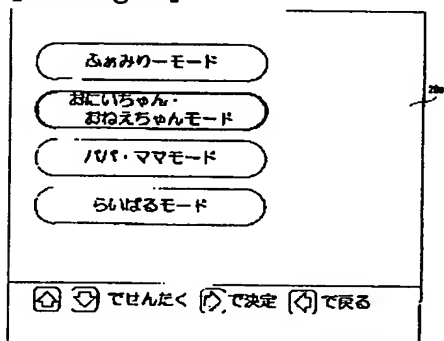 ふぁみりーモード
おにいちゃん・
おねえちゃんモード
パパ・ママモード
らいばるモード
でせんたく で決定 で戻る